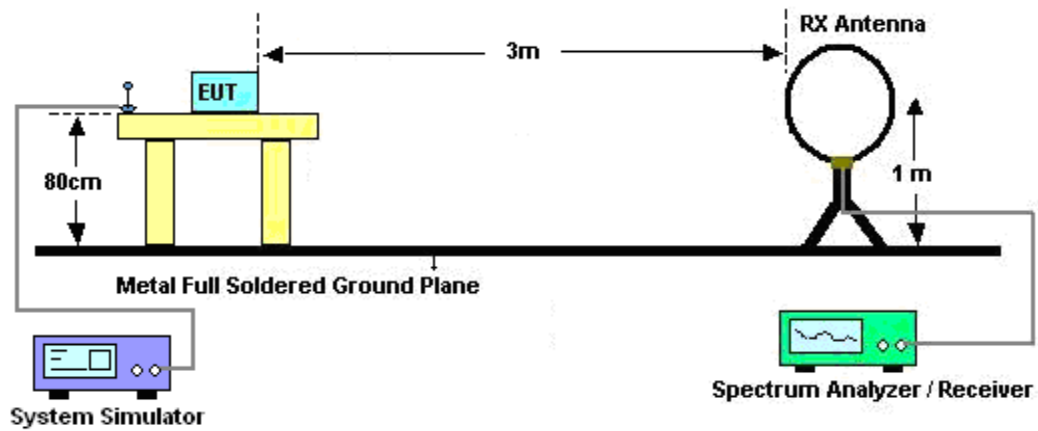 RX Antenna
3m
EUT
80cm
1 m
Metal Full Soldered Ground Plane
System Simulator
Spectrum Analyzer / Receiver